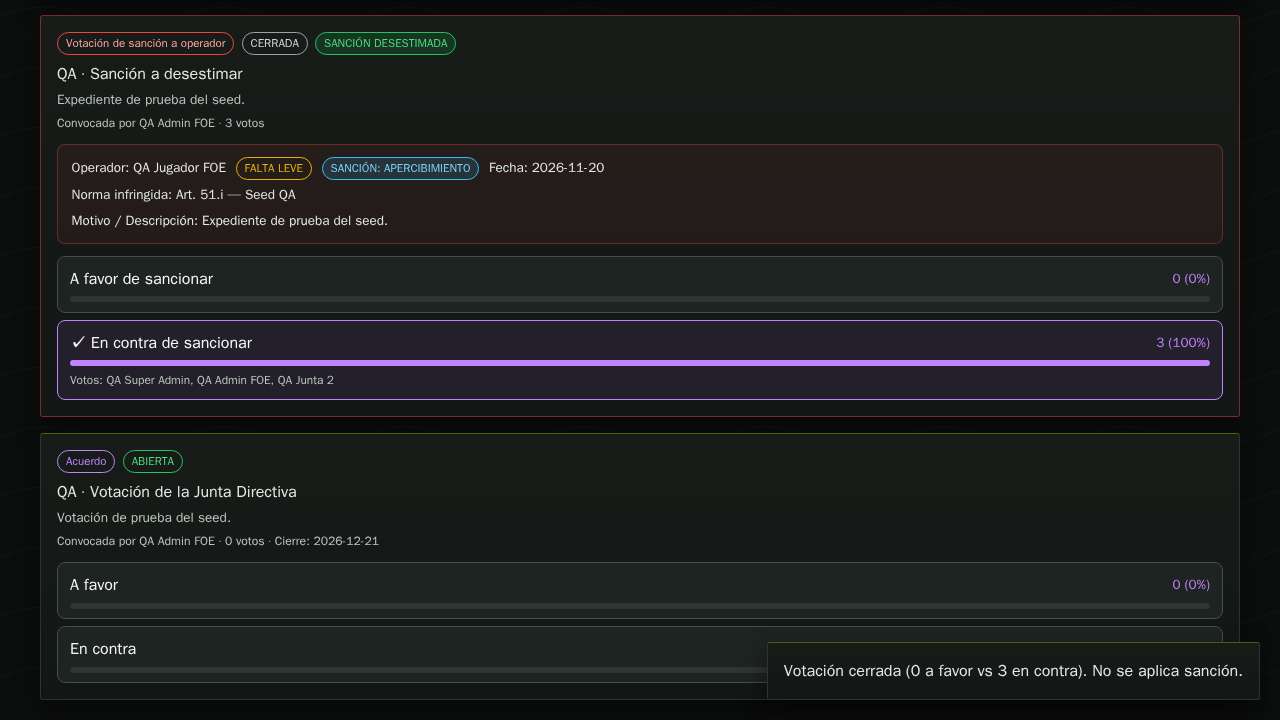 Votación de sanción a operador CERRADA SANCIÓN DESESTIMADA
QA · Sanción a desestimar
Expediente de prueba del seed.
Convocada por QA Admin FOE · 3 votos
Operador: QA Jugador FOE FALTA LEVE SANCIÓN: APERCIBIMIENTO Fecha: 2026-11-20
Norma infringida: Art. 51.i — Seed QA
Motivo / Descripción: Expediente de prueba del seed.
A favor de sancionar 0 (0%)
✓ En contra de sancionar 3 (100%)
Votos: QA Super Admin, QA Admin FOE, QA Junta 2
Acuerdo ABIERTA
QA · Votación de la Junta Directiva
Votación de prueba del seed.
Convocada por QA Admin FOE · 0 votos · Cierre: 2026-12-21
A favor 0 (0%)
En contra
Votación cerrada (0 a favor vs 3 en contra). No se aplica sanción.